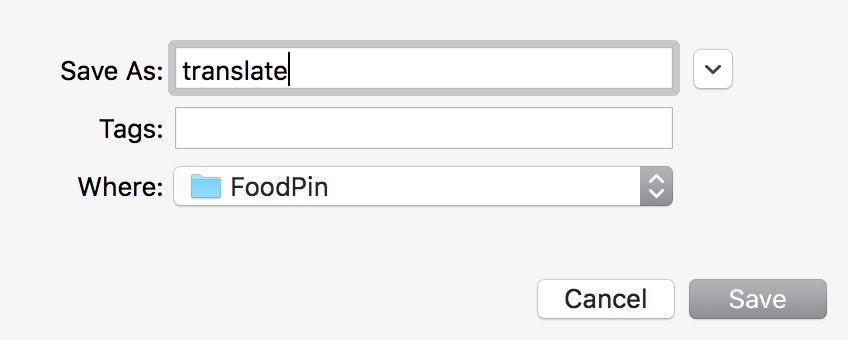 Save As: translate
Tags:
Where: FoodPin
Cancel Save